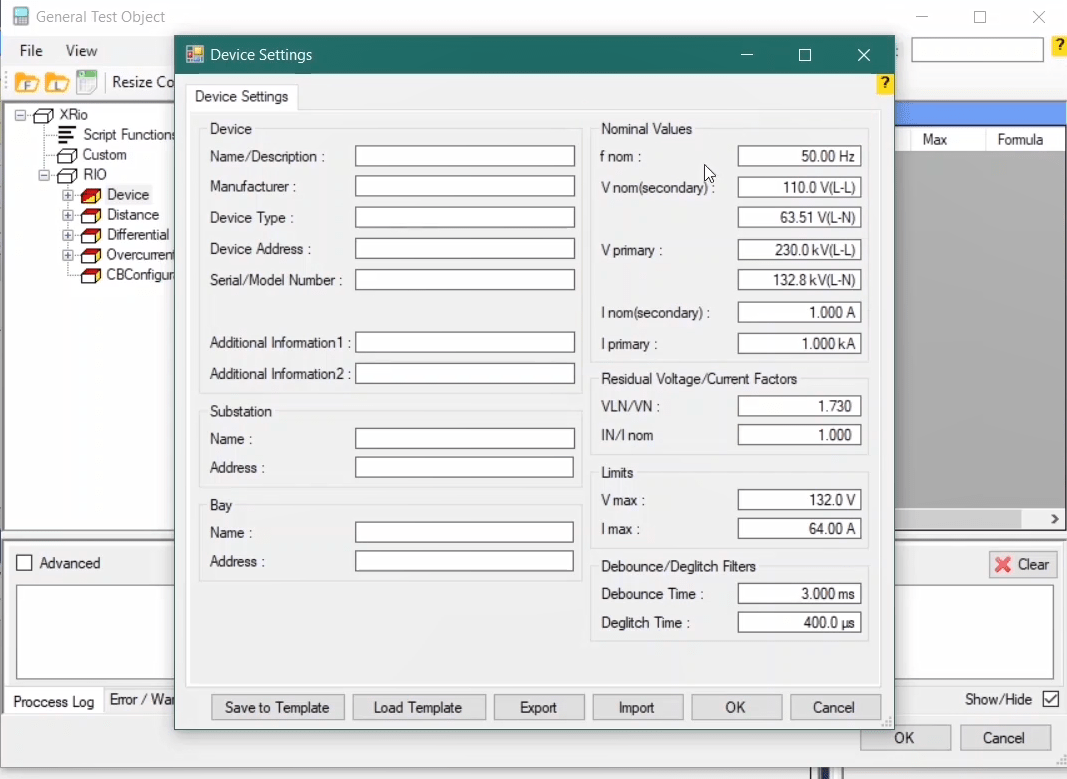 General Test Object
File View
Resize Co
XRio
Script Functions
Custom
RIO
Device
Distance
Differential
Overcurrent
CBConfigur
Max Formula
Advanced
Clear
Proccess Log Error / War
Show/Hide
OK Cancel
Device Settings
?
?
Device Settings
Device
Name/Description :
Manufacturer :
Device Type :
Device Address :
Serial/Model Number :
Additional Information1 :
Additional Information2 :
Substation
Name :
Address :
Bay
Name :
Address :
Nominal Values
f nom : 50.00 Hz
V nom(secondary) : 110.0 V(L-L)
63.51 V(L-N)
V primary : 230.0 kV(L-L)
132.8 kV(L-N)
I nom(secondary) : 1.000 A
I primary : 1.000 kA
Residual Voltage/Current Factors
VLN/VN : 1.730
IN/I nom 1.000
Limits
V max : 132.0 V
I max : 64.00 A
Debounce/Deglitch Filters
Debounce Time : 3.000 ms
Deglitch Time : 400.0 µs
Save to Template Load Template Export Import OK Cancel